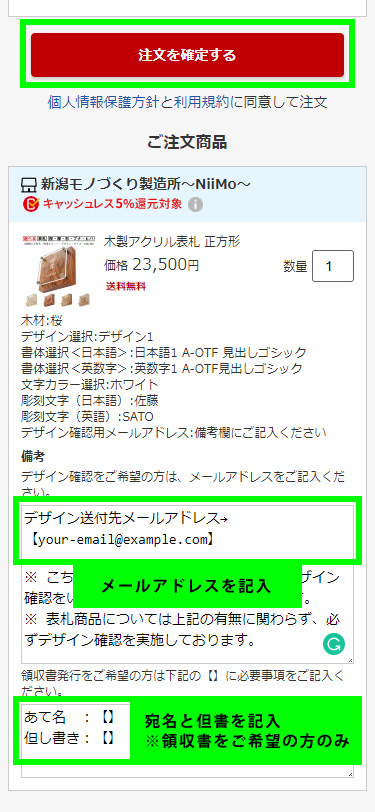 注文を確定する
個人情報保護方針と利用規約に同意して注文
ご注文商品
新潟モノづくり製造所～NiiMo～
キャッシュレス5%還元対象
木製アクリル表札 正方形
価格 23,500円
数量 1
送料無料
木材:桜
デザイン選択:デザイン1
書体選択＜日本語＞:日本語1 A-OTF 見出しゴシック
書体選択＜英数字＞:英数字1 A-OTF見出しゴシック
文字カラー選択:ホワイト
彫刻文字（日本語）:佐藤
彫刻文字（英語）:SATO
デザイン確認用メールアドレス:備考欄にご記入ください
備考
デザイン確認をご希望の方は、メールアドレスをご記入くだ
さい。
デザイン送付先メールアドレス→
【your-email@example.com】
※ こち
ザイン
確認をい
す。
メールアドレスを記入
※ 表札商品については上記の有無に関わらず、必
ずデザイン確認を実施しております。
領収書発行をご希望の方は下記の【】に必要事項をご記入く
ださい。
あて名　：【】
但し書き：【】
宛名と但書を記入
※領収書をご希望の方のみ